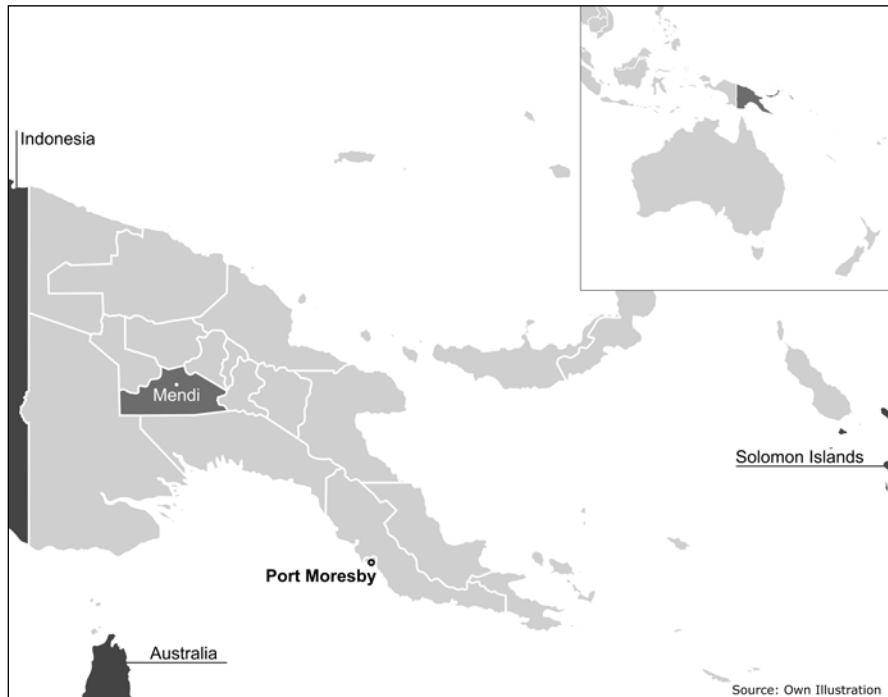 Indonesia
Mendi
Solomon Islands
Port Moresby
Australia
Source: Own Illustration